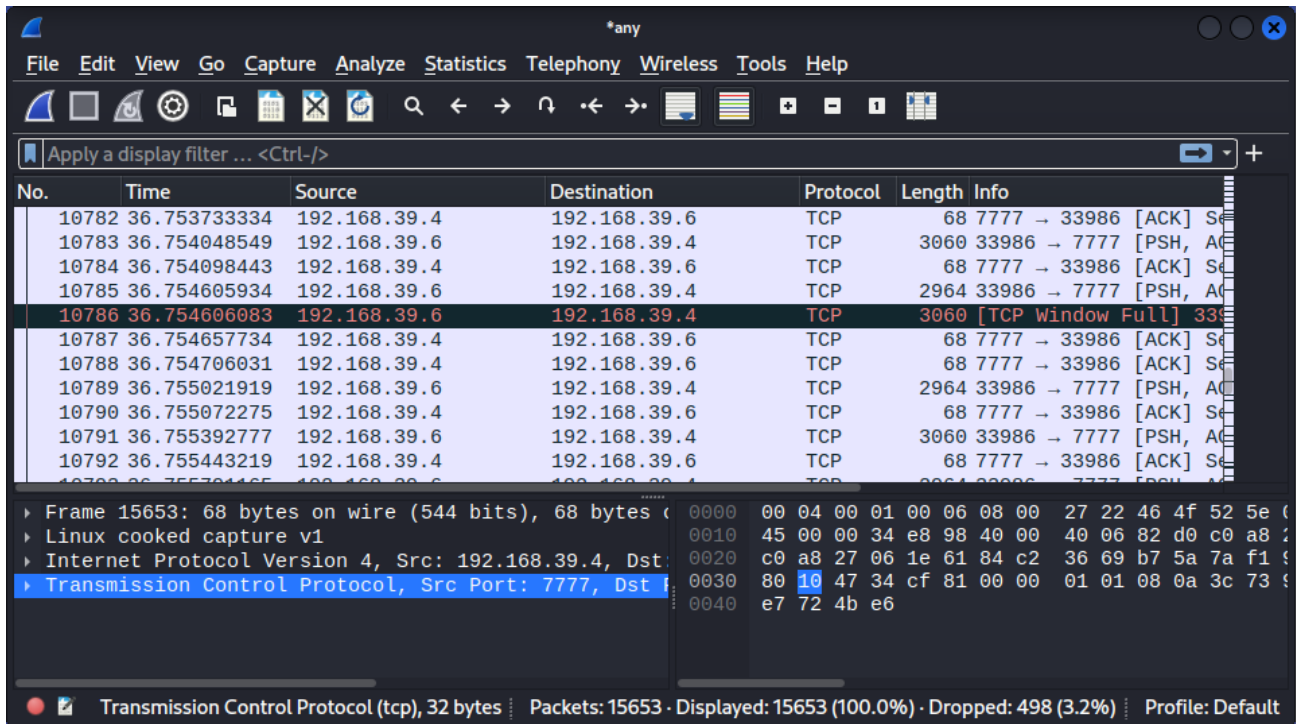 *any
File Edit View Go Capture Analyze Statistics Telephony Wireless Tools Help
Apply a display filter … <Ctrl-/>
No. Time Source Destination Protocol Length Info
10782 36.753733334 192.168.39.4 192.168.39.6 TCP 68 7777 → 33986 [ACK]
10783 36.754048549 192.168.39.6 192.168.39.4 TCP 3060 33986 → 7777 [PSH,
10784 36.754098443 192.168.39.4 192.168.39.6 TCP 68 7777 → 33986 [ACK]
10785 36.754605934 192.168.39.6 192.168.39.4 TCP 2964 33986 → 7777 [PSH,
10786 36.754606083 192.168.39.6 192.168.39.4 TCP 3060 [TCP Window Full]
10787 36.754657734 192.168.39.4 192.168.39.6 TCP 68 7777 → 33986 [ACK]
10788 36.754706031 192.168.39.4 192.168.39.6 TCP 68 7777 → 33986 [ACK]
10789 36.755021919 192.168.39.6 192.168.39.4 TCP 2964 33986 → 7777 [PSH,
10790 36.755072275 192.168.39.4 192.168.39.6 TCP 68 7777 → 33986 [ACK]
10791 36.755392777 192.168.39.6 192.168.39.4 TCP 3060 33986 → 7777 [PSH,
10792 36.755443219 192.168.39.4 192.168.39.6 TCP 68 7777 → 33986 [ACK]
Frame 15653: 68 bytes on wire (544 bits), 68 bytes
Linux cooked capture v1
Internet Protocol Version 4, Src: 192.168.39.4, Dst:
Transmission Control Protocol, Src Port: 7777, Dst
0000 00 04 00 01 00 06 08 00 27 22 46 4f 52 5e
0010 45 00 00 34 e8 98 40 00 40 06 82 d0 c0 a8
0020 c0 a8 27 06 1e 61 84 c2 36 69 b7 5a 7a f1
0030 80 10 47 34 cf 81 00 00 01 01 08 0a 3c 73
0040 e7 72 4b e6
Transmission Control Protocol (tcp), 32 bytes Packets: 15653 · Displayed: 15653 (100.0%) · Dropped: 498 (3.2%) Profile: Default